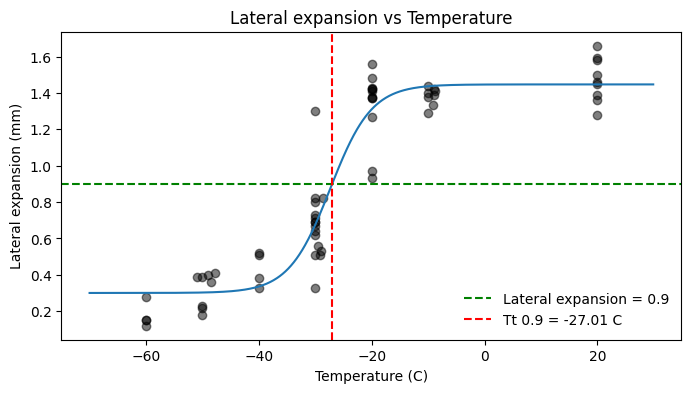 Lateral expansion vs Temperature
1.6
1.4
1.2
1.0
0.8
0.6
0.4
0.2
Lateral expansion (mm)
Lateral expansion = 0.9
Tt 0.9 = -27.01 C
−60 −40 −20 0 20
Temperature (C)